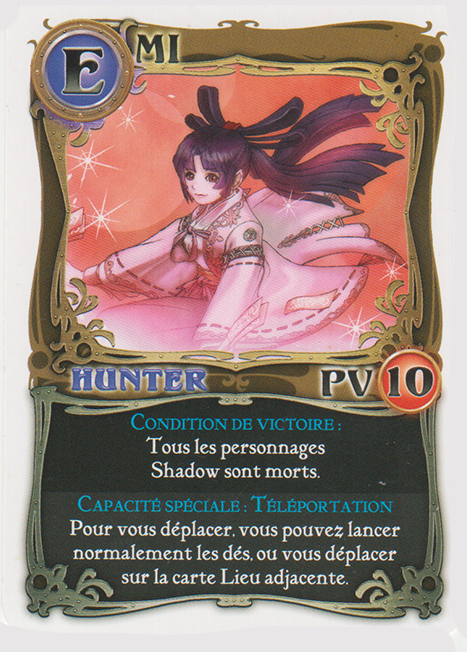 EMI
HUNTER PV 10
CONDITION DE VICTOIRE :
Tous les personnages
Shadow sont morts.
CAPACITÉ SPÉCIALE : TÉLÉPORTATION
Pour vous déplacer, vous pouvez lancer
normalement les dés, ou vous déplacer
sur la carte Lieu adjacente.